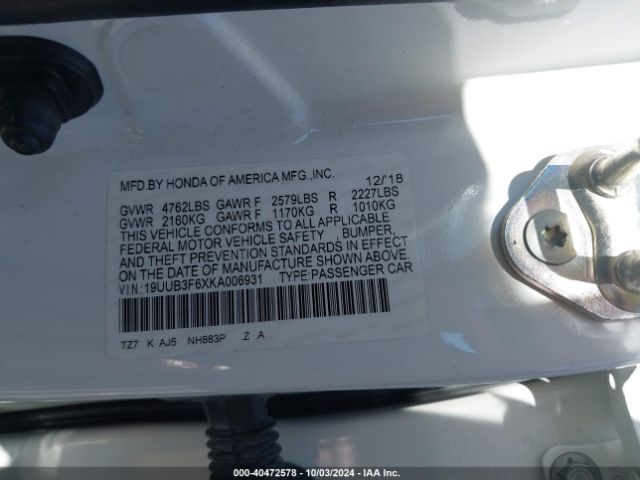 MFD.BY HONDA OF AMERICA MFG.,INC. 12/18
GVWR 4762LBS GAWR F 2579LBS R 2227LBS
GVWR 2160KG GAWR F 1170KG R 1010KG
THIS VEHICLE CONFORMS TO ALL APPLICABLE
FEDERAL MOTOR VEHICLE SAFETY , BUMPER,
AND THEFT PREVENTION STANDARDS IN EFFECT
ON THE DATE OF MANUFACTURE SHOWN ABOVE.
VIN:19UUB3F6XKA006931 TYPE:PASSENGER CAR
TZ7 K AJ5 NH883P .Z .A
000-40472578 - 10/03/2024 - IAA Inc.